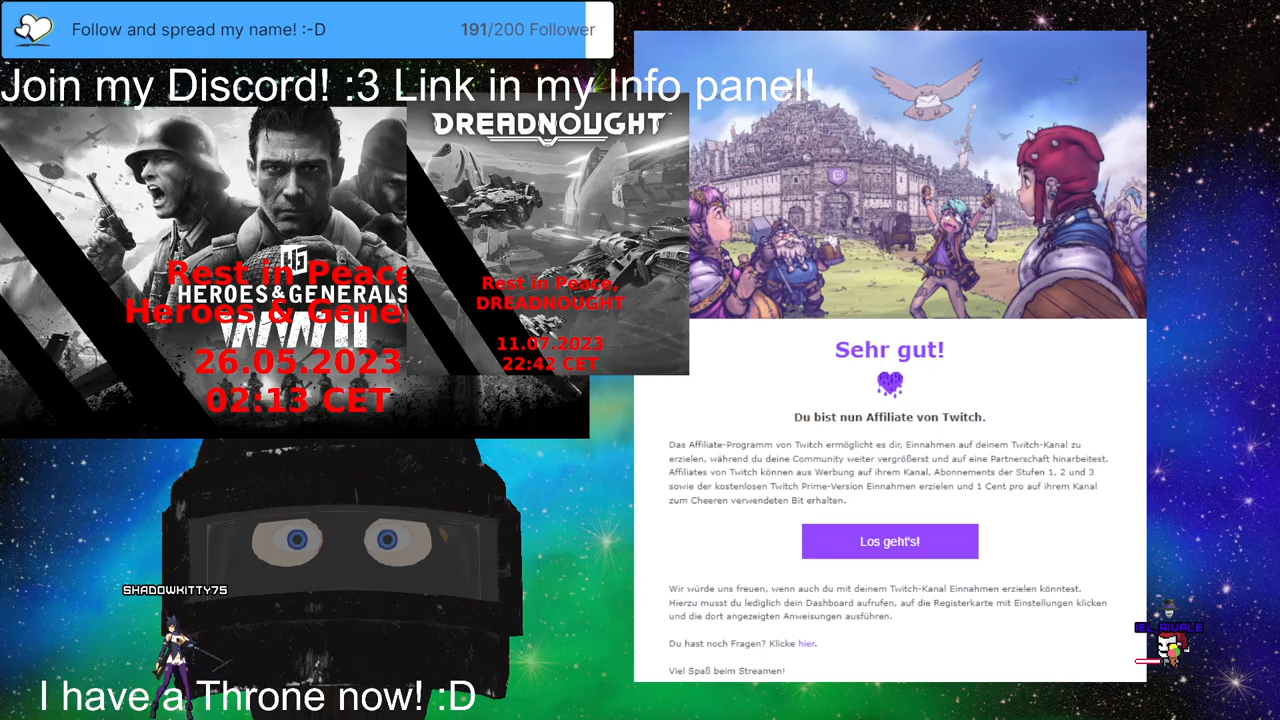 Follow and spread my name! :-D
191/200 Follower
Join my Discord! :3 Link in my Info panel!
DREADNOUGHT
Rest in Peace
HEROES & GENERALS
Heroes & Gene
WWII
26.05.2023
02:13 CET
Rest in Peace,
DREADNOUGHT
11.07.2023
22:42 CET
Sehr gut!
Du bist nun Affiliate von Twitch.
Das Affiliate-Programm von Twitch ermöglicht es dir, Einnahmen auf deinem Twitch-Kanal zu
erzielen, während du deine Community weiter vergrößerst und auf eine Partnerschaft hinarbeitest.
Affiliates von Twitch können aus Werbung auf ihrem Kanal, Abonnements der Stufen 1, 2 und 3
sowie der kostenlosen Twitch Prime-Version Einnahmen erzielen und 1 Cent pro auf ihrem Kanal
zum Cheeren verwendeten Bit erhalten.
Los geht's!
Wir würde uns freuen, wenn auch du mit deinem Twitch-Kanal Einnahmen erzielen könntest.
Hierzu musst du lediglich dein Dashboard aufrufen, auf die Registerkarte mit Einstellungen klicken
und die dort angezeigten Anweisungen ausführen.
Du hast noch Fragen? Klicke hier.
Viel Spaß beim Streamen!
SHADOWKITTY75
IEL_RIVALE
I have a Throne now! :D